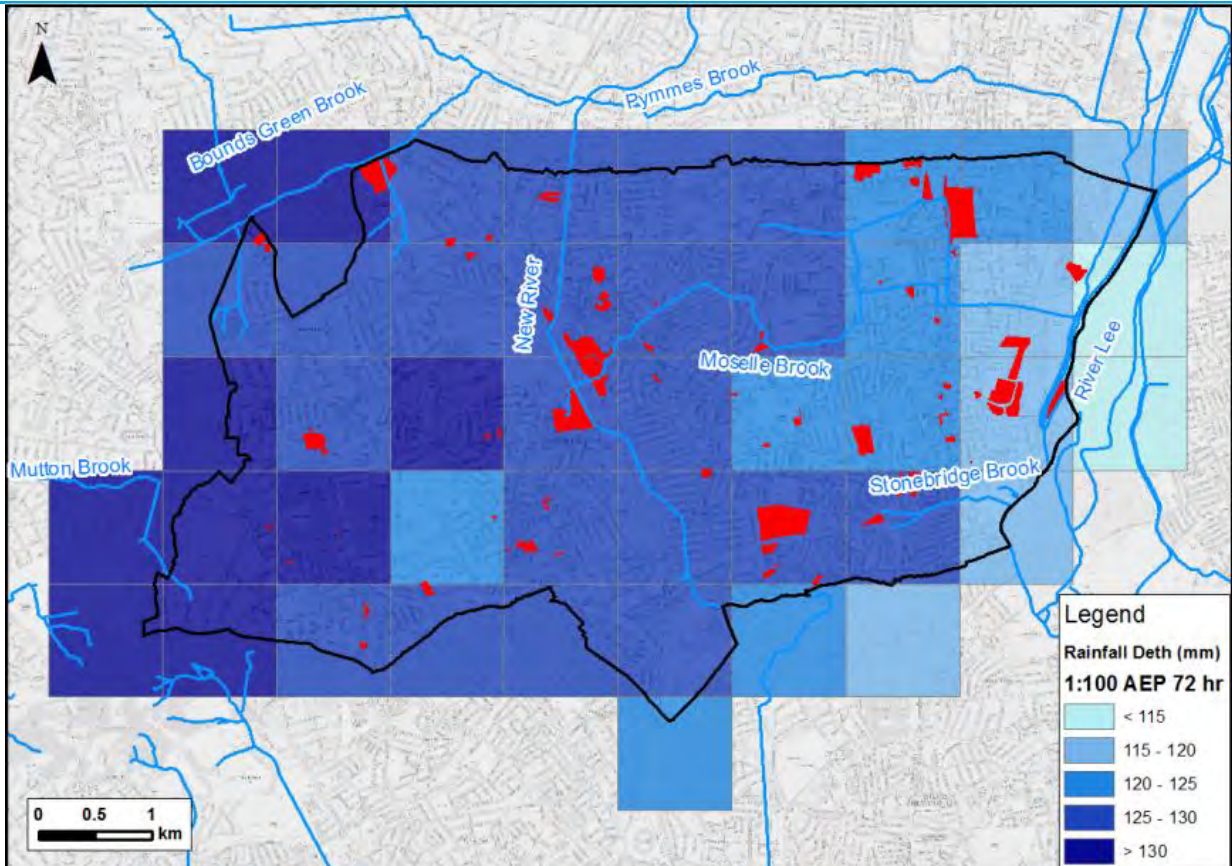 N
Pymmes Brook
Bounds Green Brook
New River
Moselle Brook
River Lee
Mutton Brook
Stonebridge Brook
Legend
Rainfall Deth (mm)
1:100 AEP 72 hr
< 115
115 - 120
120 - 125
125 - 130
> 130
0 0.5 1
km